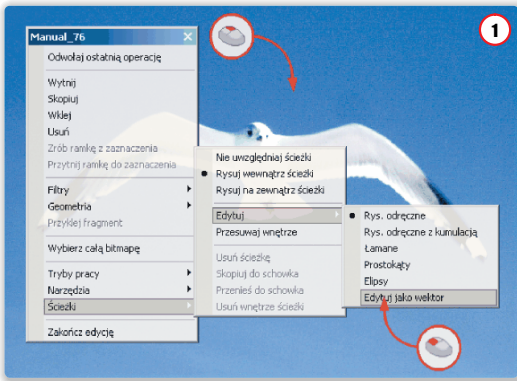 1
Manual_76
Odwołaj ostatnią operację
Wytnij
Skopiuj
Wklej
Usuń
Zrób ramkę z zaznaczenia
Przytnij ramkę do zaznaczenia
Filtry
Geometria
Przyklej fragment
Wybierz całą bitmapę
Tryby pracy
Narzędzia
Ścieżki
Zakończ edycję
Nie uwzględniaj ścieżki
Rysuj wewnątrz ścieżki
Rysuj na zewnątrz ścieżki
Edytuj
Przesuwaj wnętrze
Usuń ścieżkę
Skopiuj do schowka
Przenieś do schowka
Usuń wnętrze ścieżki
Rys. odręczne
Rys. odręczne z kumulacją
Łamane
Prostokąty
Elipsy
Edytuj jako wektor